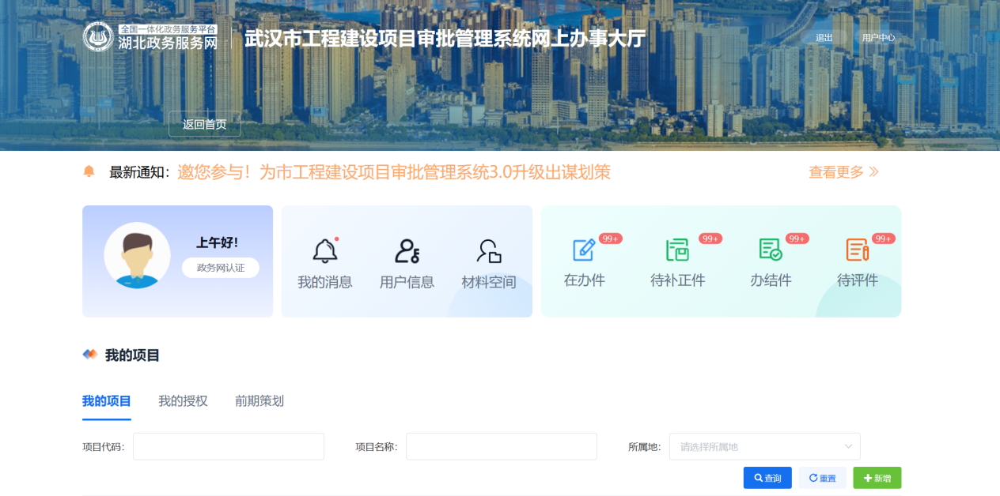 全国一体化政务服务平台
湖北政务服务网
武汉市工程建设项目审批管理系统网上办事大厅
退出 用户中心
返回首页
最新通知： 邀您参与！为市工程建设项目审批管理系统3.0升级出谋划策 查看更多
上午好！
政务网认证
我的消息 用户信息 材料空间
99+ 99+ 99+ 99+
在办件 待补正件 办结件 待评件
我的项目
我的项目 我的授权 前期策划
项目代码： 项目名称： 所属地： 请选择所属地
查询 重置 新增